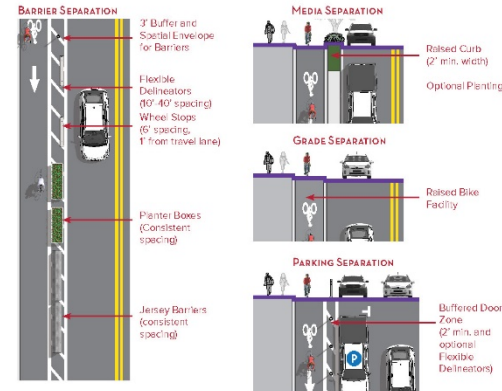 BARRIER SEPARATION
3' Buffer and
Spatial Envelope
for Barriers
Flexible
Delineators
(10'-40' spacing)
Wheel Stops
(6' spacing,
1' from travel lane)
Planter Boxes
(Consistent
spacing)
Jersey Barriers
(consistent
spacing)
MEDIA SEPARATION
Raised Curb
(2' min. width)
Optional Planting
GRADE SEPARATION
Raised Bike
Facility
PARKING SEPARATION
P
Buffered Door
Zone
(2' min. and
optional
Flexible
Delineators)